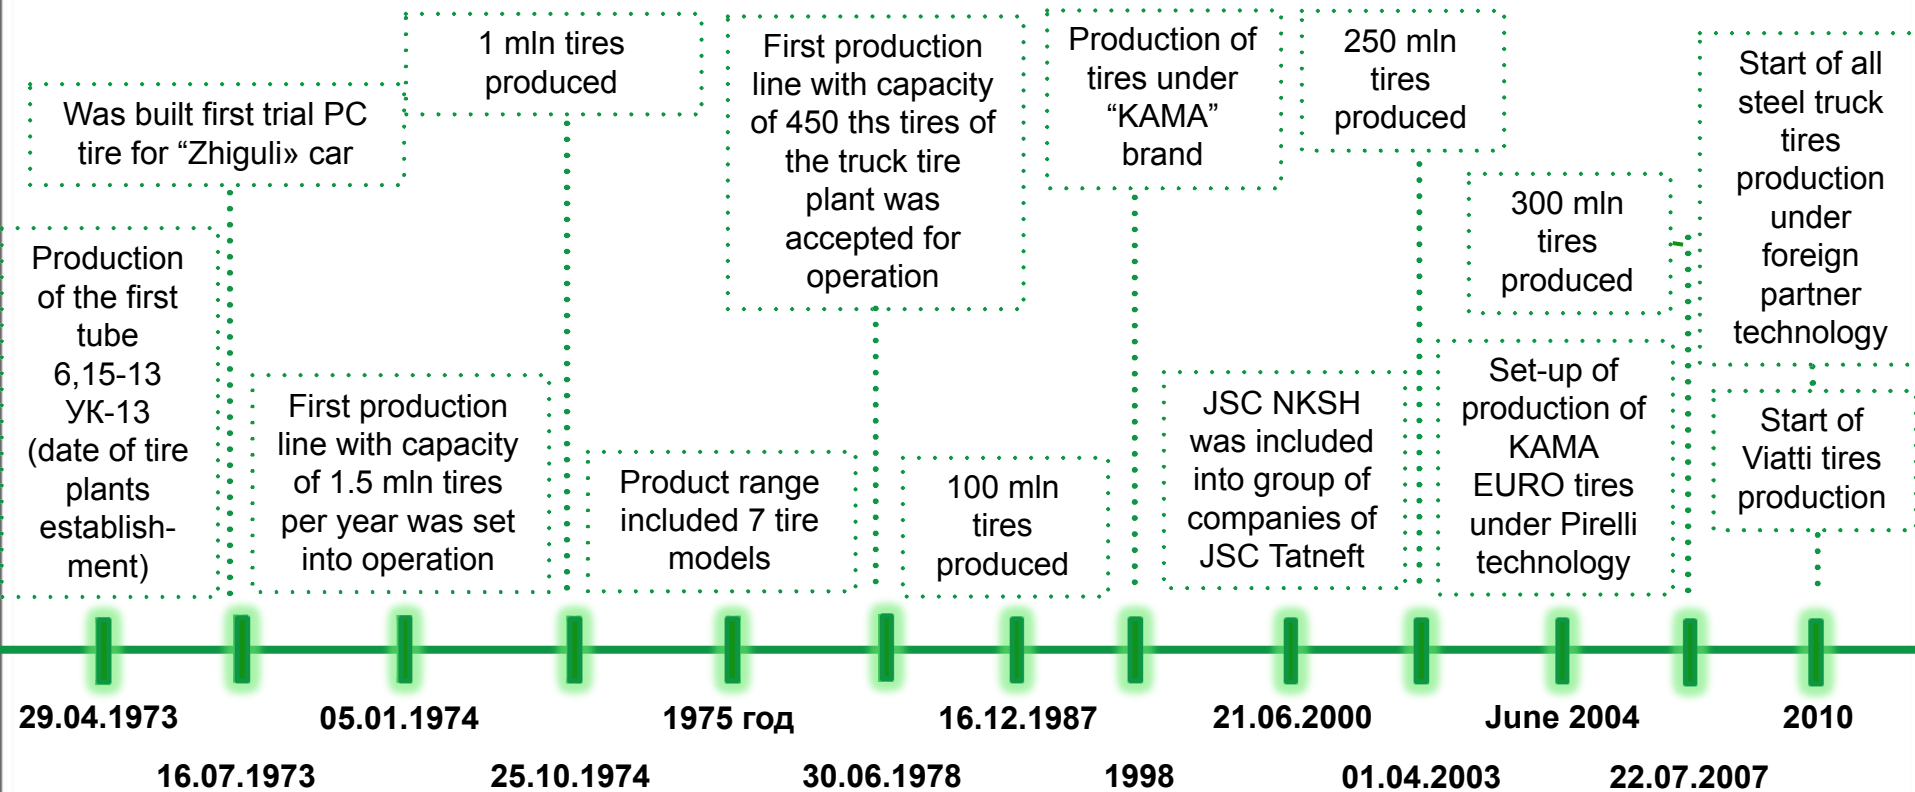 Was built first trial PC
tire for “Zhiguli» car
1 mln tires
produced
First production
line with capacity
of 450 ths tires of
the truck tire
plant was
accepted for
operation
Production of
tires under
“KAMA”
brand
250 mln
tires
produced
300 mln
tires
produced
Start of all
steel truck
tires
production
under
foreign
partner
technology
Production
of the first
tube
6,15-13
УК-13
(date of tire
plants
establish-
ment)
First production
line with capacity
of 1.5 mln tires
per year was set
into operation
Product range
included 7 tire
models
100 mln
tires
produced
JSC NKSH
was included
into group of
companies of
JSC Tatneft
Set-up of
production of
KAMA
EURO tires
under Pirelli
technology
Start of
Viatti tires
production
29.04.1973
05.01.1974
1975 год
16.12.1987
21.06.2000
June 2004
2010
16.07.1973
25.10.1974
30.06.1978
1998
01.04.2003
22.07.2007